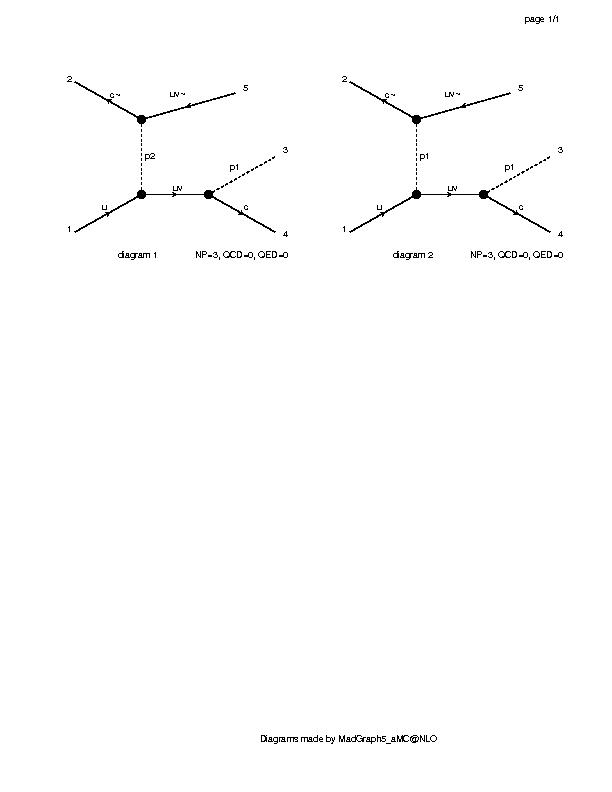 page 1/1
2
c~
uv~
5
p2
3
p1
u
uv
c
1
4
diagram 1
NP=3, QCD=0, QED=0
2
c~
uv~
5
p1
3
p1
u
uv
c
1
4
diagram 2
NP=3, QCD=0, QED=0
Diagrams made by MadGraph5_aMC@NLO